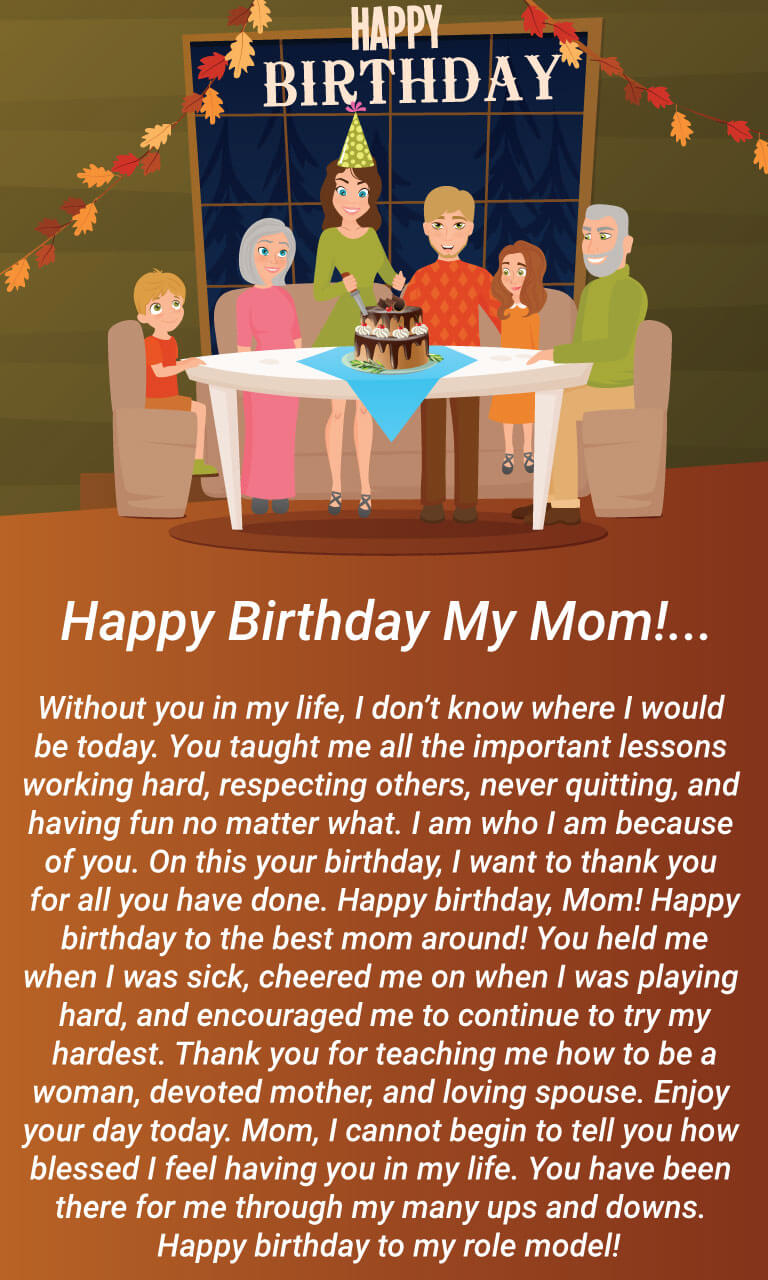 HAPPY
BIRTHDAY
Happy Birthday My Mom!...
Without you in my life, I don’t know where I would
be today. You taught me all the important lessons
working hard, respecting others, never quitting, and
having fun no matter what. I am who I am because
of you. On this your birthday, I want to thank you
for all you have done. Happy birthday, Mom! Happy
birthday to the best mom around! You held me
when I was sick, cheered me on when I was playing
hard, and encouraged me to continue to try my
hardest. Thank you for teaching me how to be a
woman, devoted mother, and loving spouse. Enjoy
your day today. Mom, I cannot begin to tell you how
blessed I feel having you in my life. You have been
there for me through my many ups and downs.
Happy birthday to my role model!